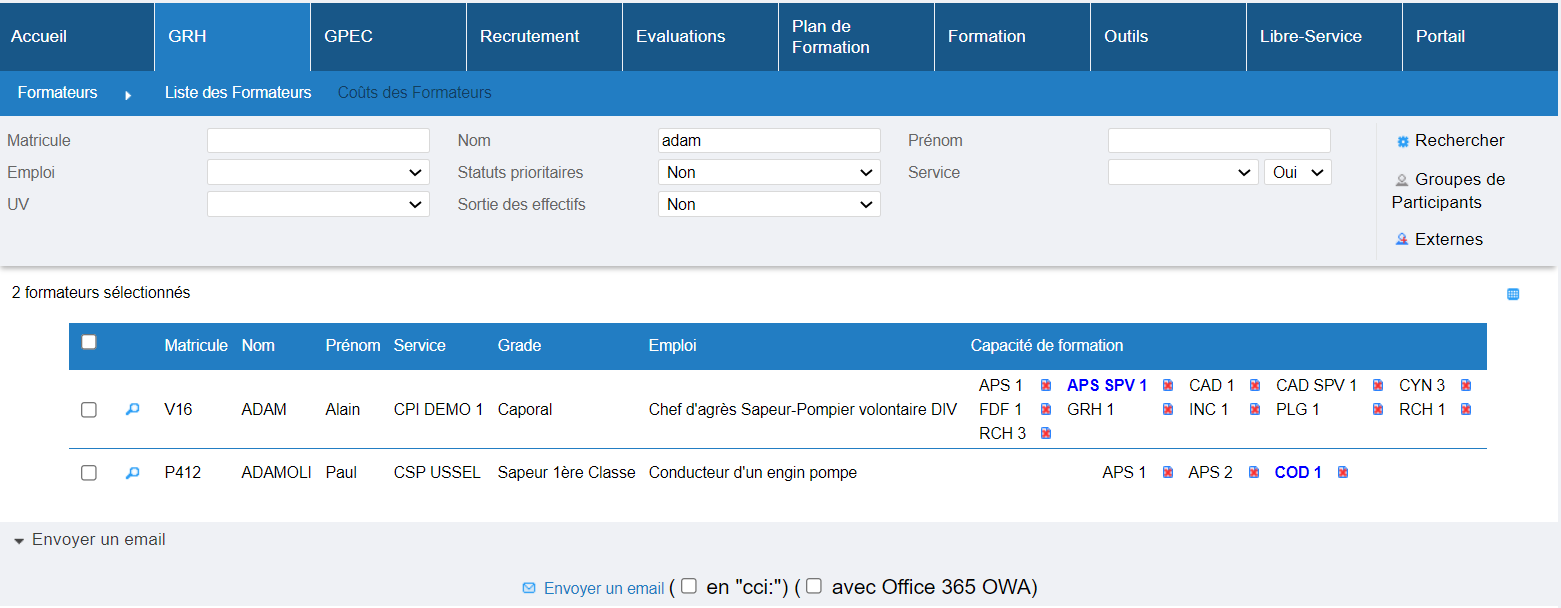 Accueil GRH GPEC Recrutement Evaluations Plan de Formation Formation Outils Libre-Service Portail
Formateurs Liste des Formateurs Coûts des Formateurs
Matricule Nom adam Prénom Rechercher
Emploi Statuts prioritaires Non Service Oui Groupes de Participants
UV Sortie des effectifs Non
Externes
2 formateurs sélectionnés
Matricule Nom Prénom Service Grade Emploi Capacité de formation
APS 1 APS SPV 1 CAD 1 CAD SPV 1 CYN 3
V16 ADAM Alain CPI DEMO 1 Caporal Chef d'agrès Sapeur-Pompier volontaire DIV FDF 1 GRH 1 INC 1 PLG 1 RCH 1
RCH 3
P412 ADAMOLI Paul CSP USSEL Sapeur 1ère Classe Conducteur d'un engin pompe APS 1 APS 2 COD 1
Envoyer un email
Envoyer un email ( en "cci:") ( avec Office 365 OWA)